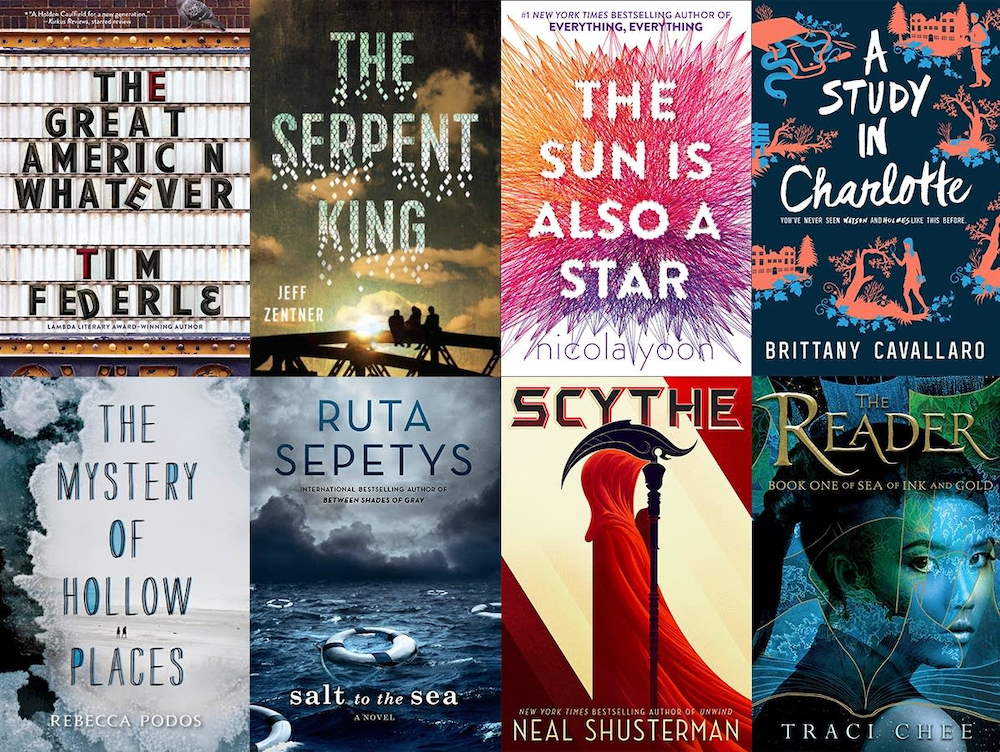 "A Holden Caulfield for a new generation."
—Kirkus Reviews, starred review
THE
GREAT
AMERIC N
WHATEVER
TIM
FEDERLE
LAMBDA LITERARY AWARD–WINNING AUTHOR
THE
SERPENT
KING
JEFF
ZENTNER
#1 NEW YORK TIMES BESTSELLING AUTHOR OF
EVERYTHING, EVERYTHING
THE
SUN IS
ALSO A
STAR
nicola yoon
A
STUDY
IN
Charlotte
YOU'VE NEVER SEEN WATSON AND HOLMES LIKE THIS BEFORE.
BRITTANY CAVALLARO
THE
MYSTERY
OF
HOLLOW
PLACES
REBECCA PODOS
RUTA
SEPETYS
INTERNATIONAL BESTSELLING AUTHOR OF
BETWEEN SHADES OF GRAY
salt to the sea
A NOVEL
SCYTHE
NEW YORK TIMES BESTSELLING AUTHOR OF UNWIND
NEAL SHUSTERMAN
THE
READER
BOOK ONE OF SEA OF INK AND GOLD
TRACI CHEE